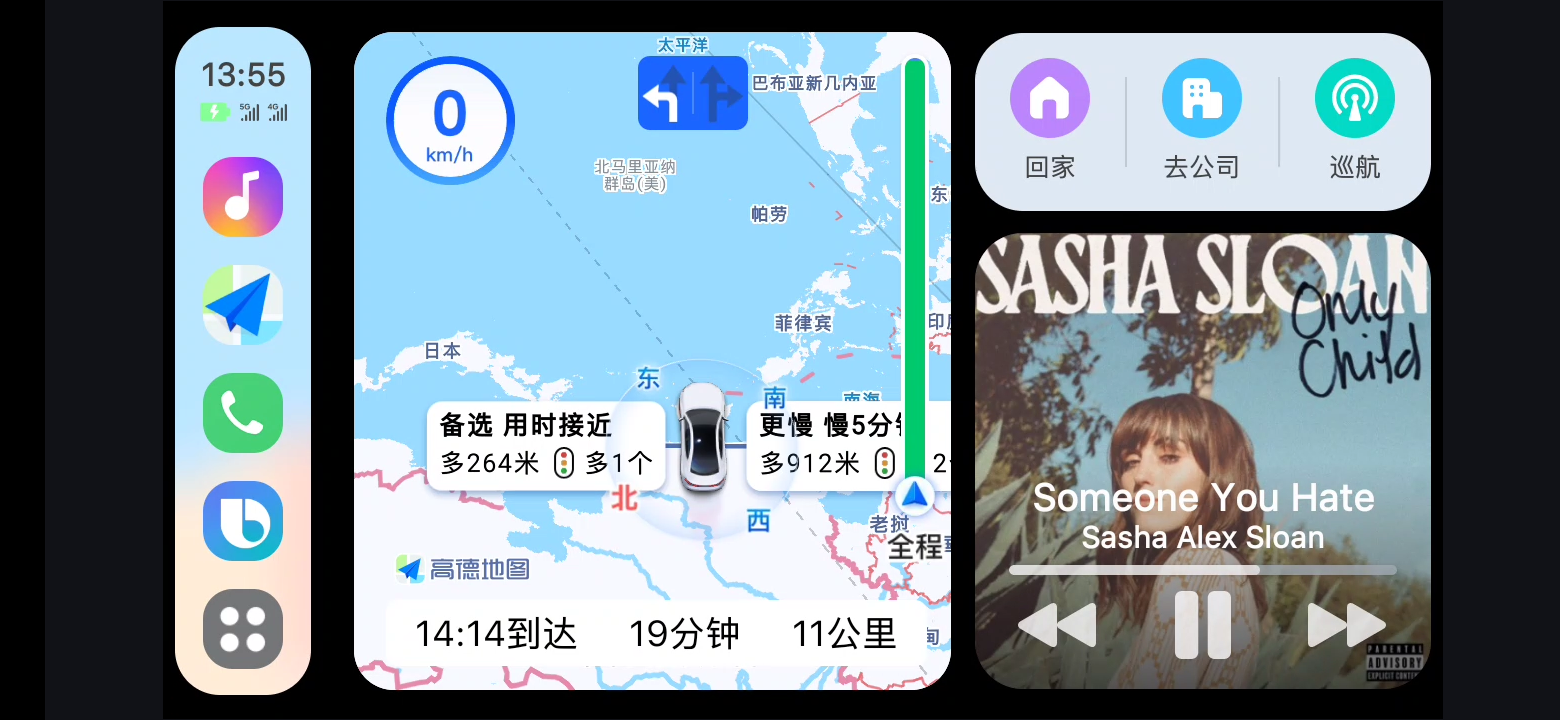 13:55
5G 4G
太平洋
0
km/h
巴布亚新几内亚
北马里亚纳
群岛(美)
东
帕劳
菲律宾
日本
东
南
南海
备选 用时接近
多264米 多1个
更慢 慢5分
多912米 2
北
西
老挝
全程
高德地图
14:14到达 19分钟 11公里
回家 去公司 巡航
SASHA SLOAN
Only
Child
Someone You Hate
Sasha Alex Sloan
PARENTAL
ADVISORY
EXPLICIT CONTENT